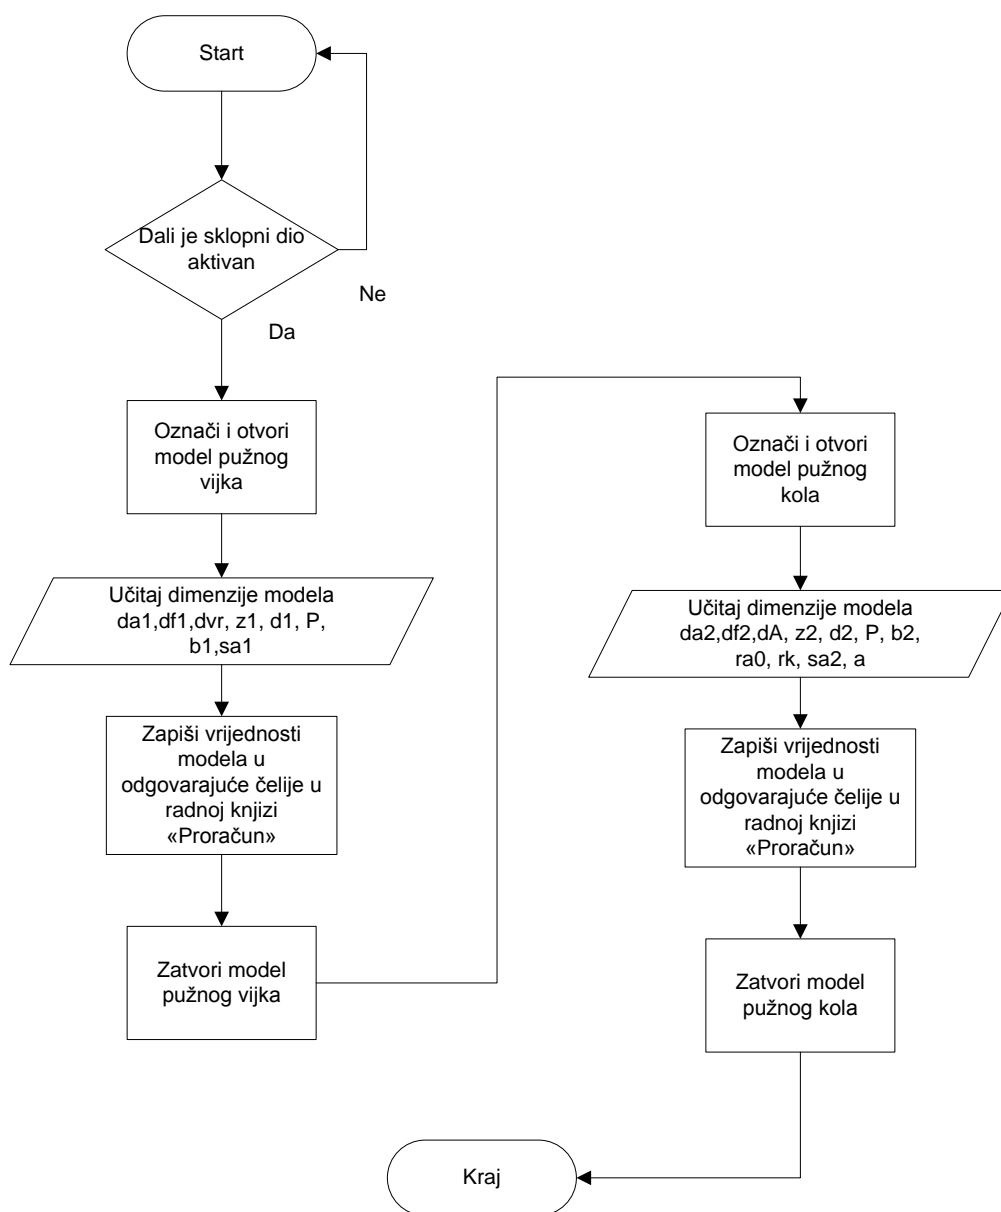 Start
Dali je sklopni dio
aktivan
Ne
Da
Označi i otvori
model pužnog
vijka
Učitaj dimenzije modela
da1,df1,dvr, z1, d1, P,
b1,sa1
Zapiši vrijednosti
modela u
odgovarajuće čelije u
radnoj knjizi
«Proračun»
Zatvori model
pužnog vijka
Označi i otvori
model pužnog
kola
Učitaj dimenzije modela
da2,df2,dA, z2, d2, P, b2,
ra0, rk, sa2, a
Zapiši vrijednosti
modela u
odgovarajuće čelije u
radnoj knjizi
«Proračun»
Zatvori model
pužnog kola
Kraj